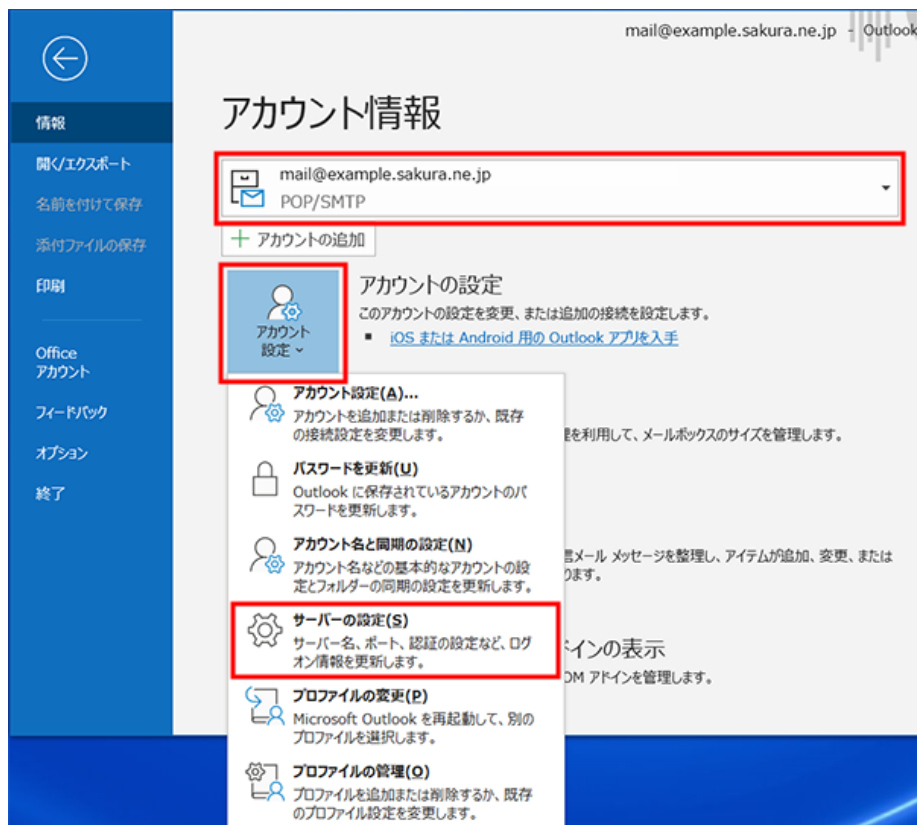 mail@example.sakura.ne.jp - Outlook
情報
開く/エクスポート
名前を付けて保存
添付ファイルの保存
印刷
Office
アカウント
フィードバック
オプション
終了
アカウント情報
mail@example.sakura.ne.jp
POP/SMTP
アカウントの追加
アカウント
設定
アカウントの設定
このアカウントの設定を変更、または追加の接続を設定します。
iOS または Android 用の Outlook アプリを入手
アカウント設定(A)...
アカウントを追加または削除するか、既存
の接続設定を変更します。
を利用して、メールボックスのサイズを管理します。
パスワードを更新(U)
Outlook に保存されているアカウントのパ
スワードを更新します。
アカウント名と同期の設定(N)
アカウント名などの基本的なアカウントの設
定とフォルダーの同期の設定を更新します。
メール メッセージを整理し、アイテムが追加、変更、または
ります。
サーバーの設定(S)
サーバー名、ポート、認証の設定など、ログ
オン情報を更新します。
インの表示
OM アドインを管理します。
プロファイルの変更(P)
Microsoft Outlook を再起動して、別の
プロファイルを選択します。
プロファイルの管理(O)
プロファイルを追加または削除するか、既存
のプロファイル設定を変更します。